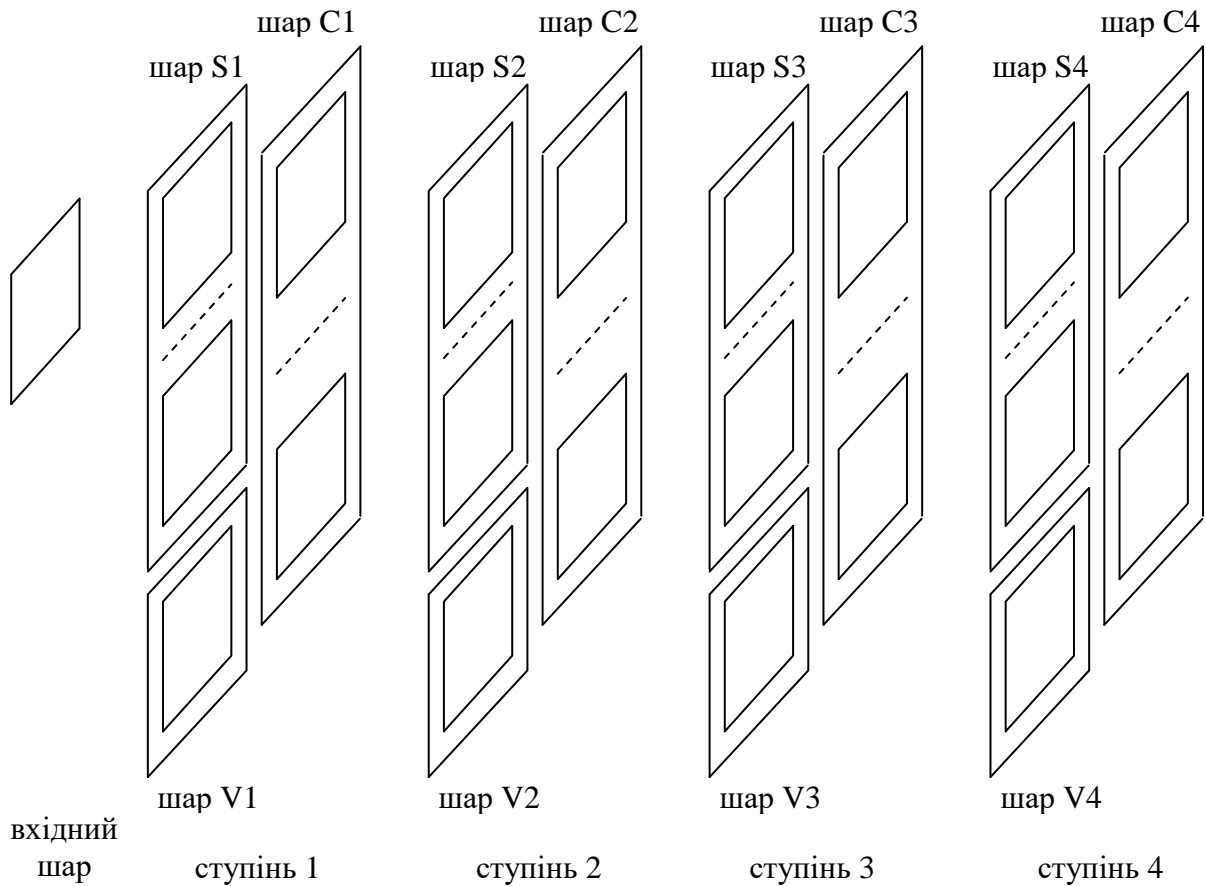 шар C1
шар C2
шар C3
шар C4
шар S1
шар S2
шар S3
шар S4
шар V1
шар V2
шар V3
шар V4
вхідний
шар
ступінь 1
ступінь 2
ступінь 3
ступінь 4